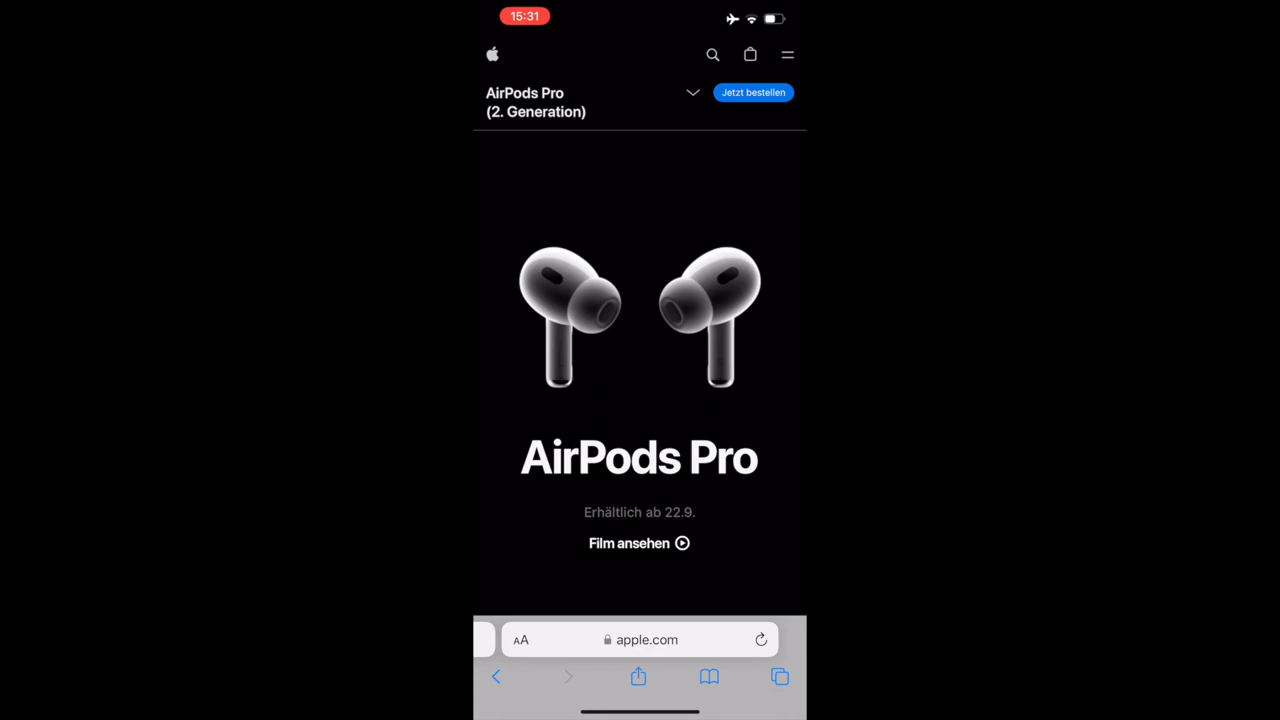 15:31
AirPods Pro
(2. Generation)
Jetzt bestellen
AirPods Pro
Erhältlich ab 22.9.
Film ansehen
AA
apple.com